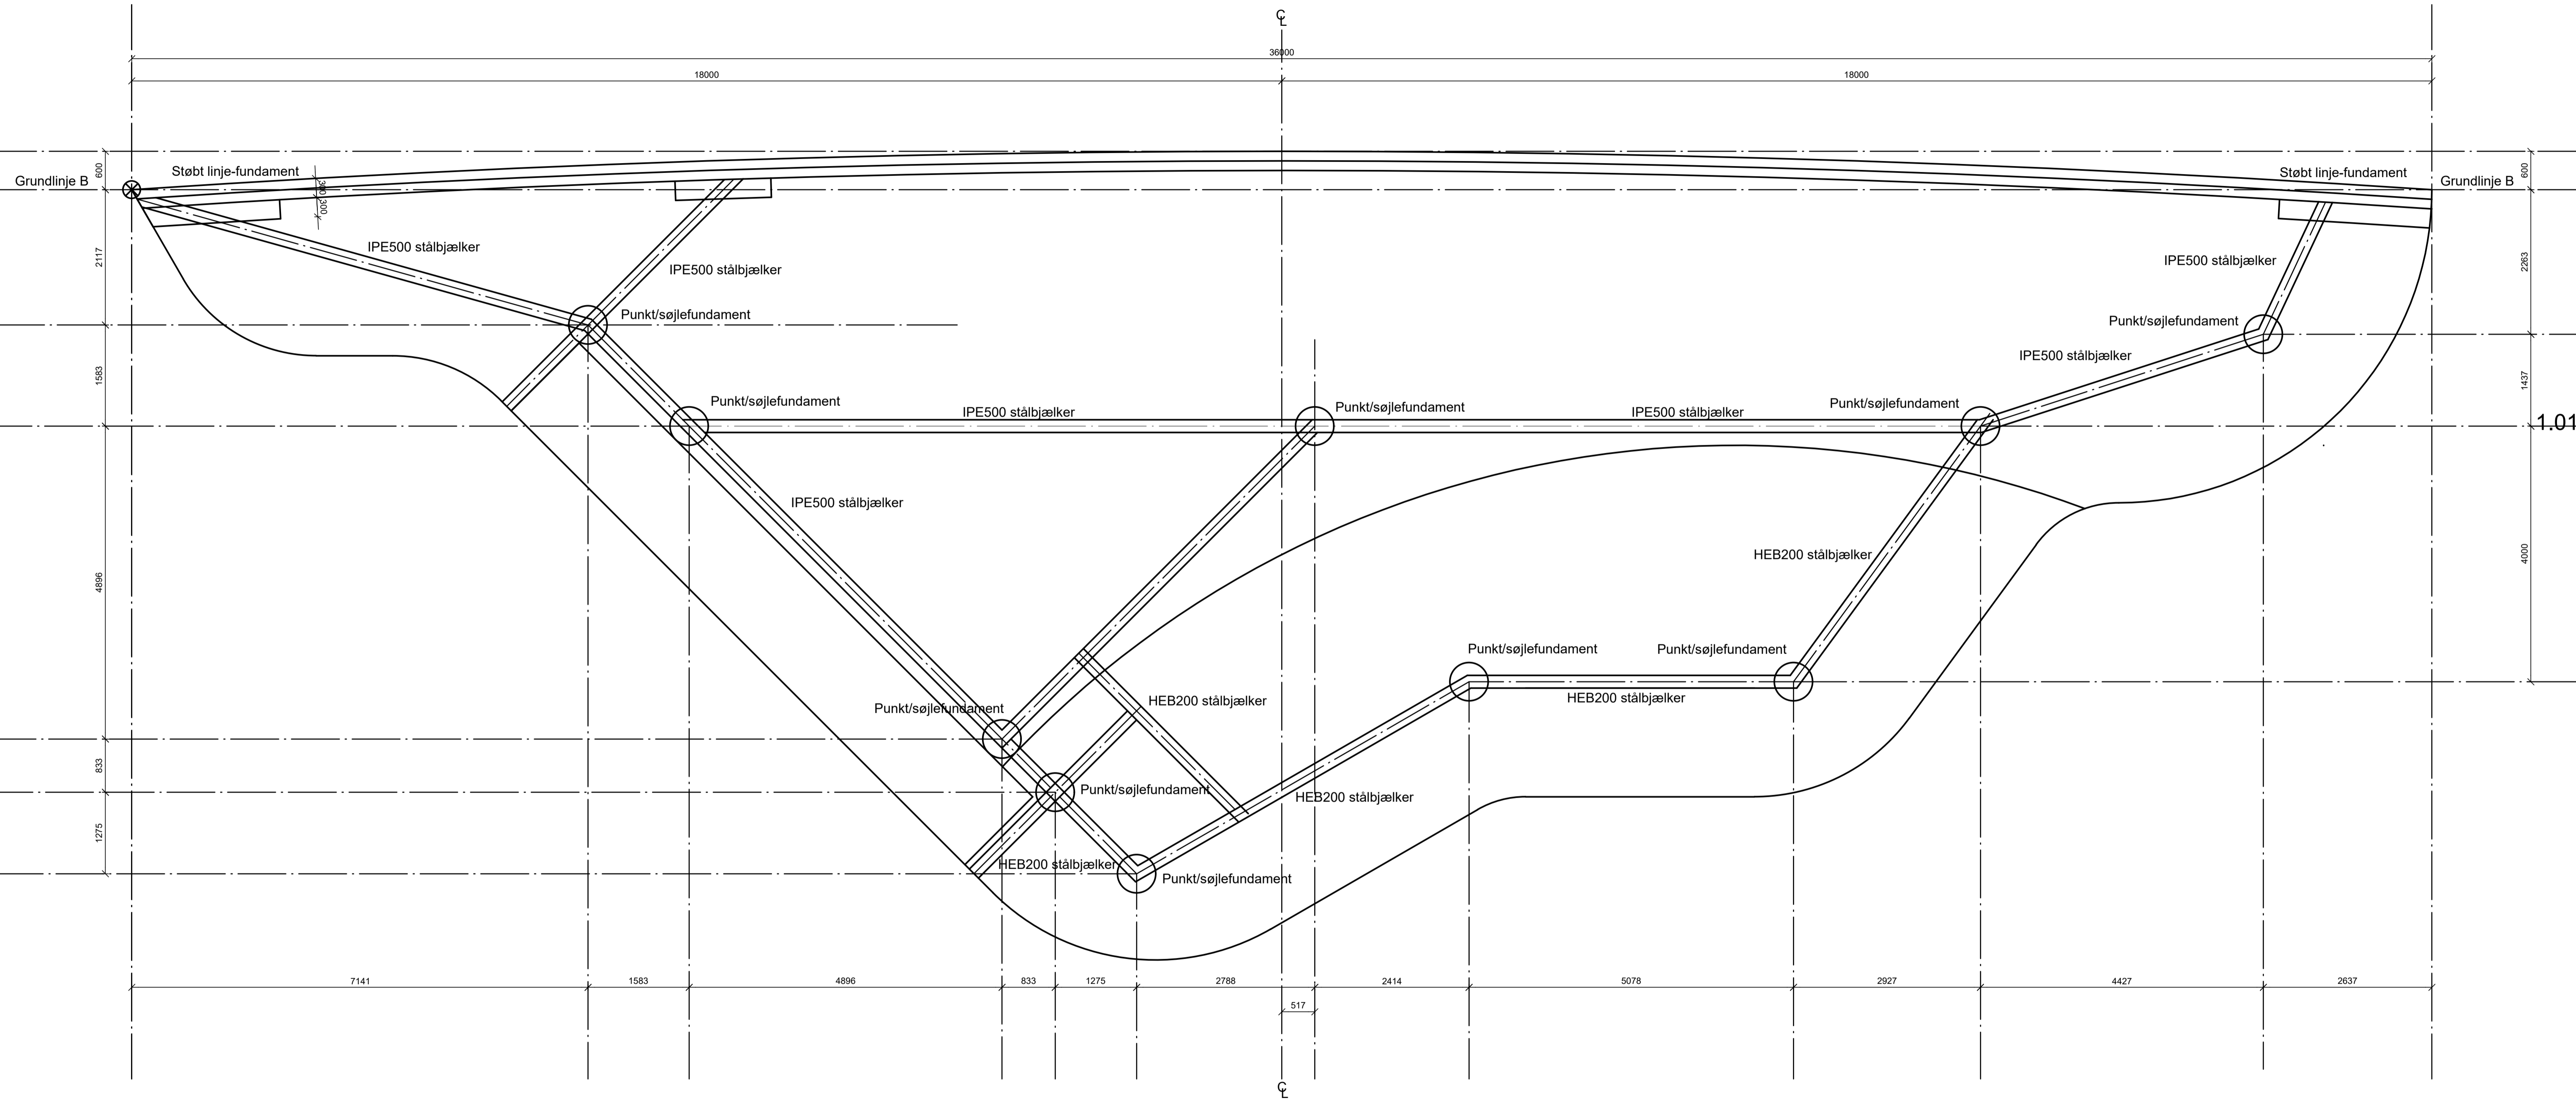 ℄
36000
18000
18000
600
600
Støbt linje-fundament
Støbt linje-fundament
Grundlinje B
Grundlinje B
300
300
IPE500 stålbjælker
IPE500 stålbjælker
IPE500 stålbjælker
2117
2263
Punkt/søjlefundament
Punkt/søjlefundament
IPE500 stålbjælker
1583
1437
Punkt/søjlefundament
IPE500 stålbjælker
Punkt/søjlefundament
IPE500 stålbjælker
Punkt/søjlefundament
1.01
IPE500 stålbjælker
HEB200 stålbjælker
4896
4000
Punkt/søjlefundament
Punkt/søjlefundament
HEB200 stålbjælker
HEB200 stålbjælker
Punkt/søjlefundament
833
Punkt/søjlefundament
HEB200 stålbjælker
1275
HEB200 stålbjælker
Punkt/søjlefundament
7141
1583
4896
833
1275
2788
2414
5078
2927
4427
2637
517
℄